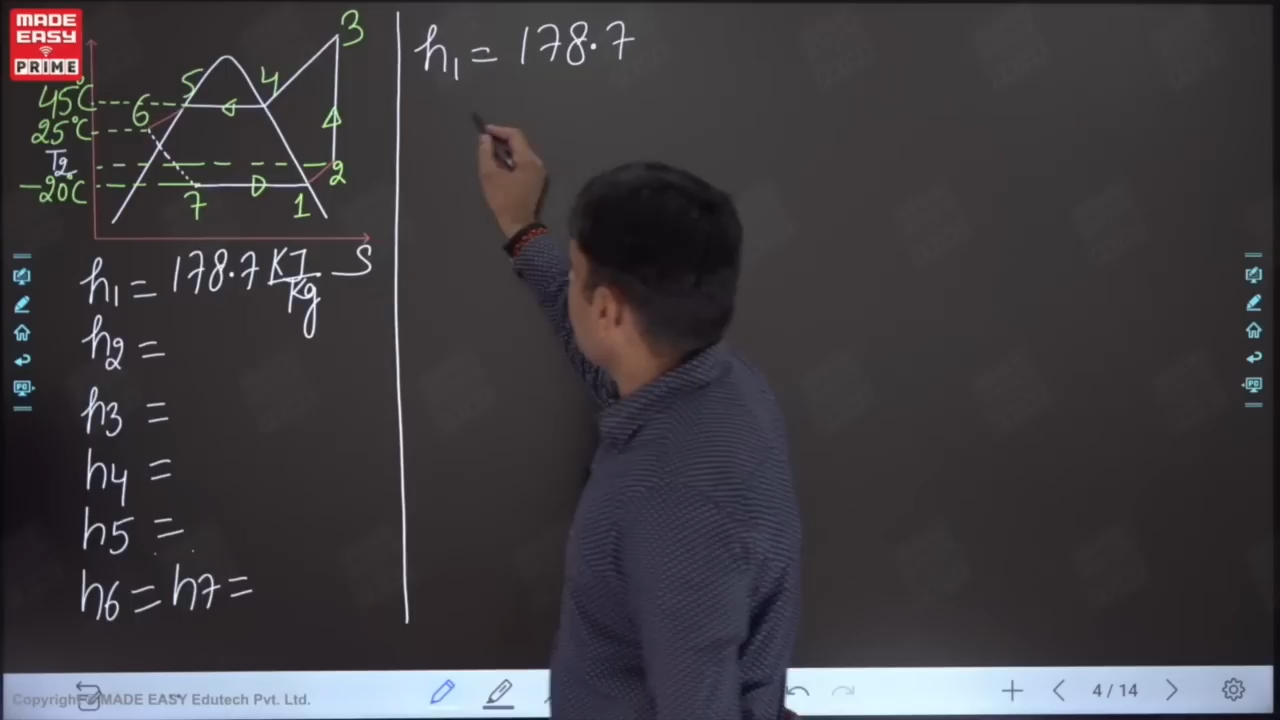 MADE
EASY
PRIME
3
5
4
45°C
6
25°C
T2
2
-20C
7
1
S
h1 = 178.7 KJ/Kg
h2 =
h3 =
h4 =
h5 =
h6 = h7 =
h1 = 178.7
Copyright © MADE EASY Edutech Pvt. Ltd.
4 / 14